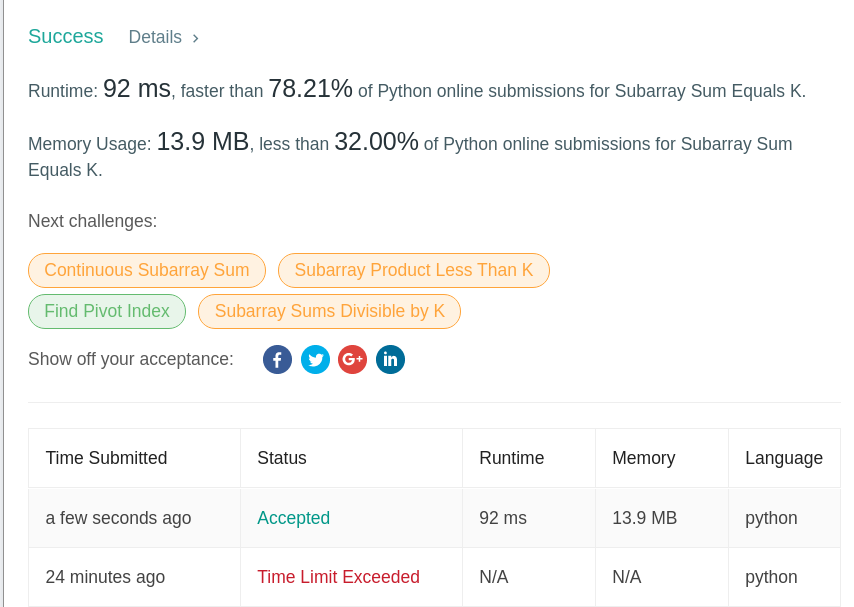 Success Details ›
Runtime: 92 ms, faster than 78.21% of Python online submissions for Subarray Sum Equals K.
Memory Usage: 13.9 MB, less than 32.00% of Python online submissions for Subarray Sum
Equals K.
Next challenges:
Continuous Subarray Sum Subarray Product Less Than K
Find Pivot Index Subarray Sums Divisible by K
Show off your acceptance: f G+ in
Time Submitted Status Runtime Memory Language
a few seconds ago Accepted 92 ms 13.9 MB python
24 minutes ago Time Limit Exceeded N/A N/A python